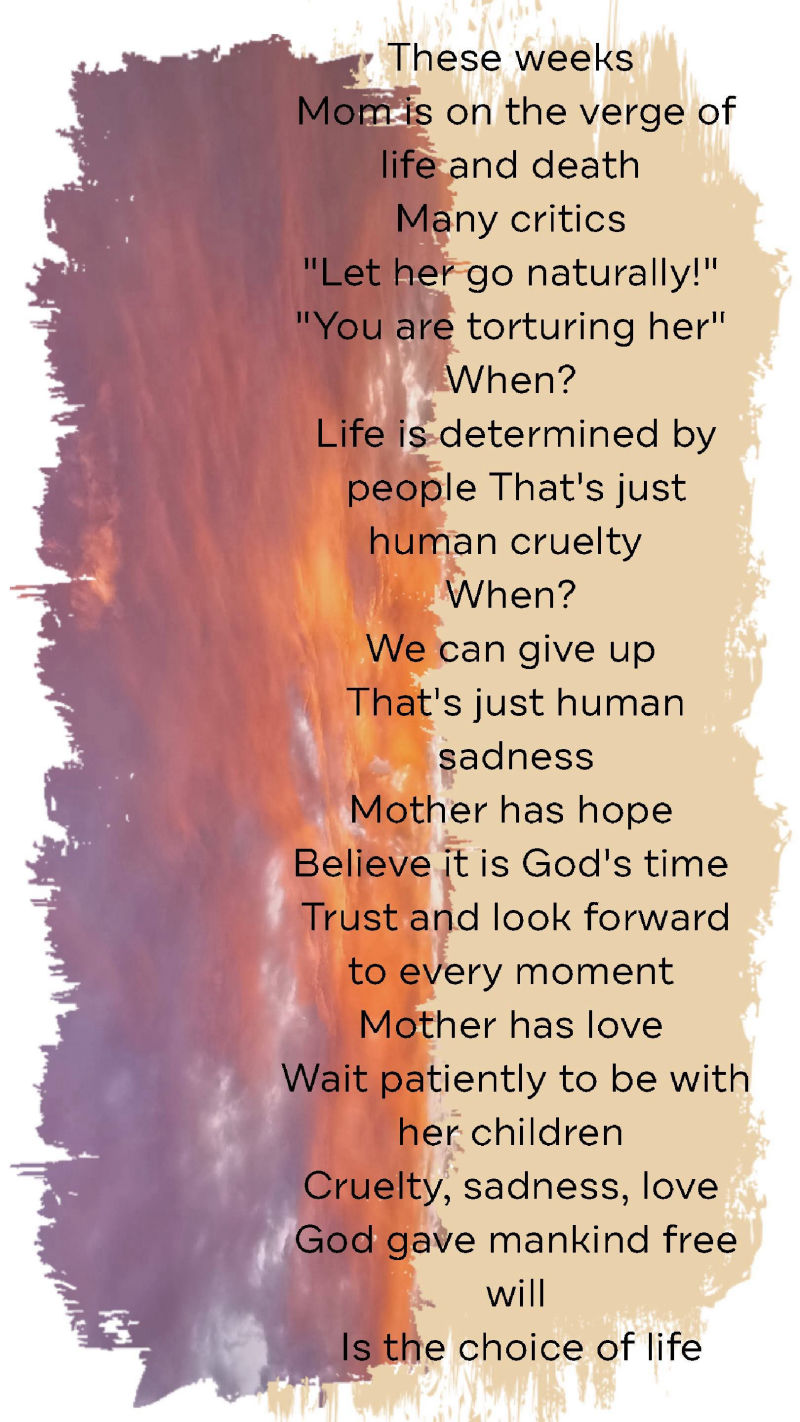 These weeks
Mom is on the verge of
life and death
Many critics
"Let her go naturally!"
"You are torturing her"
When?
Life is determined by
people That's just
human cruelty
When?
We can give up
That's just human
sadness
Mother has hope
Believe it is God's time
Trust and look forward
to every moment
Mother has love
Wait patiently to be with
her children
Cruelty, sadness, love
God gave mankind free
will
Is the choice of life